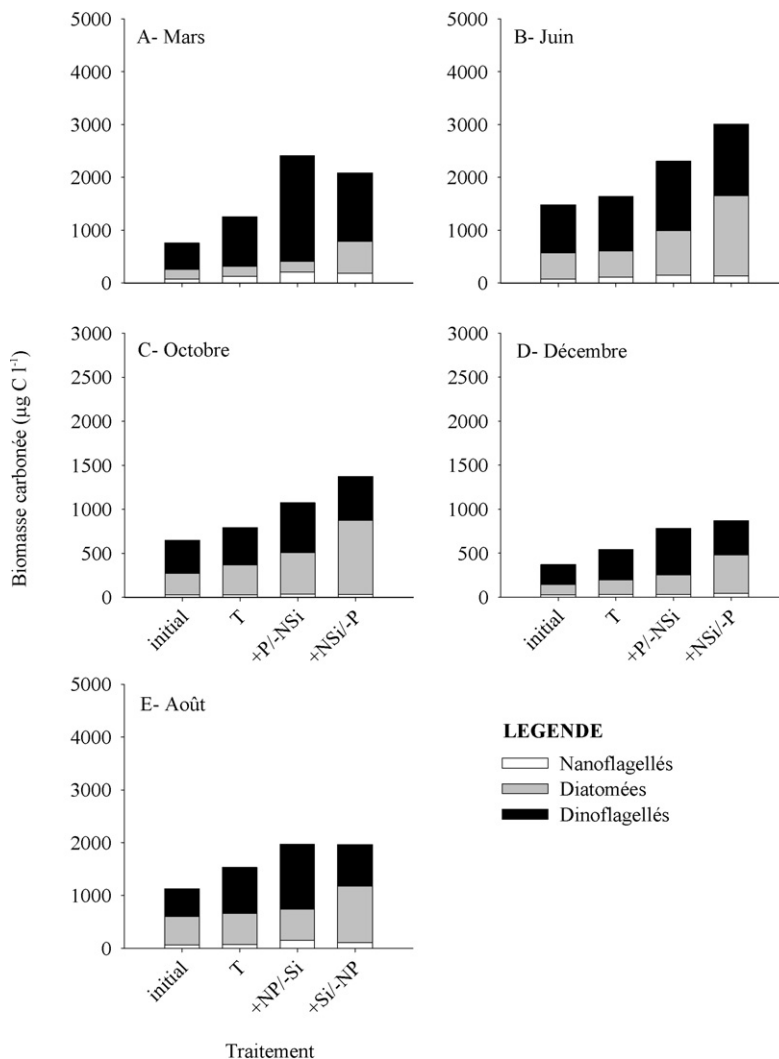 A- Mars
5000
4000
3000
2000
1000
0
B- Juin
5000
4000
3000
2000
1000
0
Biomasse carbonée (µg C l-1)
C- Octobre
3000
2500
2000
1500
1000
500
0
initial
T
+P/-NSi
+NSi/-P
D- Décembre
3000
2500
2000
1500
1000
500
0
initial
T
+P/-NSi
+NSi/-P
E- Août
5000
4000
3000
2000
1000
0
initial
T
+NP/-Si
+Si/-NP
Traitement
LEGENDE
Nanoflagellés
Diatomées
Dinoflagellés